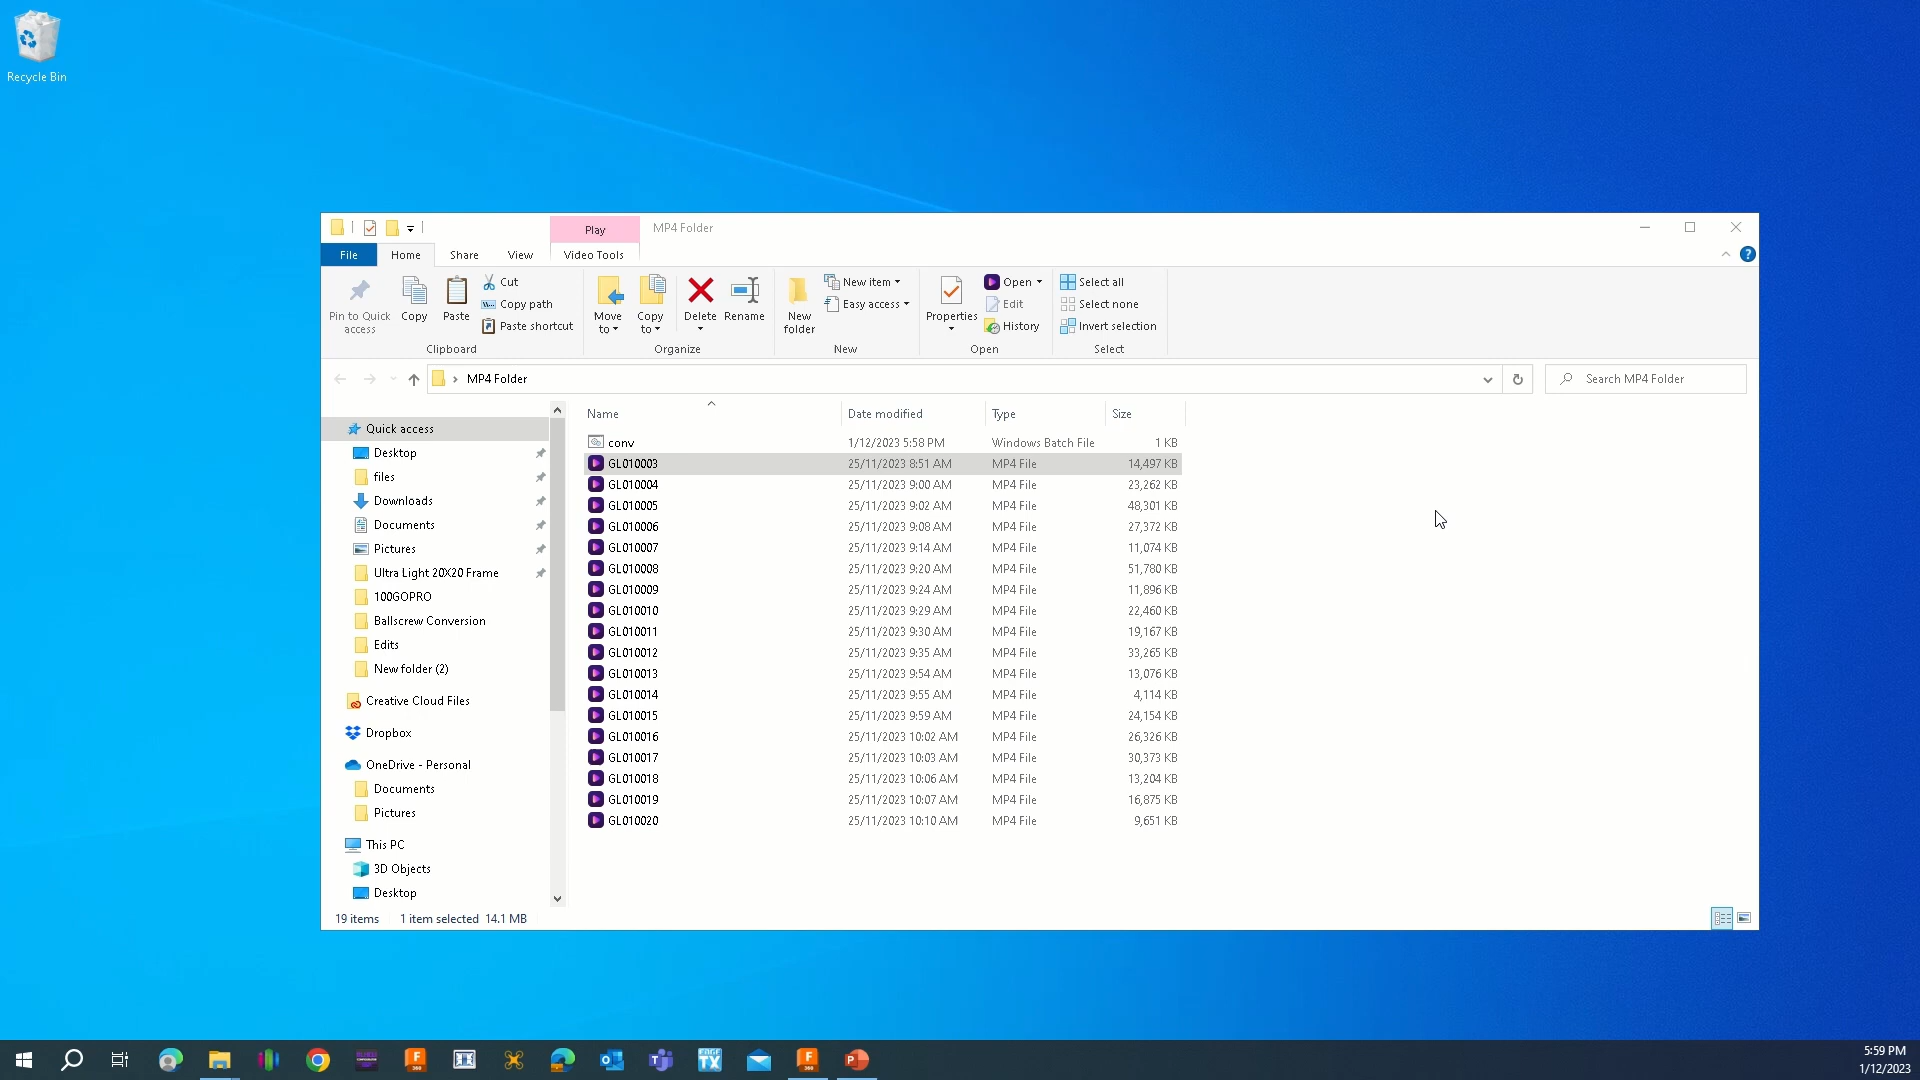 Recycle Bin
Play
MP4 Folder
File
Home
Share
View
Video Tools
Pin to Quick access
Copy
Paste
Cut
Copy path
Paste shortcut
Clipboard
Move to
Copy to
Delete
Rename
Organize
New folder
New item
Easy access
New
Properties
Open
Edit
History
Open
Select all
Select none
Invert selection
Select
MP4 Folder
Search MP4 Folder
Quick access
Desktop
files
Downloads
Documents
Pictures
Ultra Light 20X20 Frame
100GOPRO
Ballscrew Conversion
Edits
New folder (2)
Creative Cloud Files
Dropbox
OneDrive - Personal
Documents
Pictures
This PC
3D Objects
Desktop
Name Date modified Type Size
conv 1/12/2023 5:58 PM Windows Batch File 1 KB
GL010003 25/11/2023 8:51 AM MP4 File 14,497 KB
GL010004 25/11/2023 9:00 AM MP4 File 23,262 KB
GL010005 25/11/2023 9:02 AM MP4 File 48,301 KB
GL010006 25/11/2023 9:08 AM MP4 File 27,372 KB
GL010007 25/11/2023 9:14 AM MP4 File 11,074 KB
GL010008 25/11/2023 9:20 AM MP4 File 51,780 KB
GL010009 25/11/2023 9:24 AM MP4 File 11,896 KB
GL010010 25/11/2023 9:29 AM MP4 File 22,460 KB
GL010011 25/11/2023 9:30 AM MP4 File 19,167 KB
GL010012 25/11/2023 9:35 AM MP4 File 33,265 KB
GL010013 25/11/2023 9:54 AM MP4 File 13,076 KB
GL010014 25/11/2023 9:55 AM MP4 File 4,114 KB
GL010015 25/11/2023 9:59 AM MP4 File 24,154 KB
GL010016 25/11/2023 10:02 AM MP4 File 26,326 KB
GL010017 25/11/2023 10:03 AM MP4 File 30,373 KB
GL010018 25/11/2023 10:06 AM MP4 File 13,204 KB
GL010019 25/11/2023 10:07 AM MP4 File 16,875 KB
GL010020 25/11/2023 10:10 AM MP4 File 9,651 KB
19 items 1 item selected 14.1 MB
5:59 PM
1/12/2023